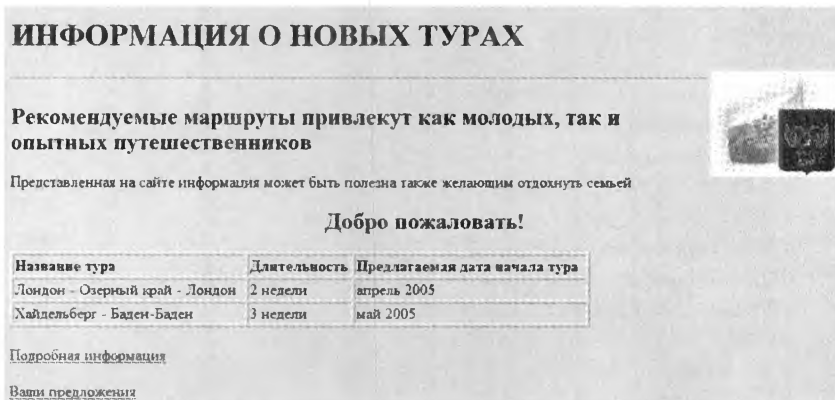 ИНФОРМАЦИЯ О НОВЫХ ТУРАХ
Рекомендуемые маршруты привлекут как молодых, так и
опытных путешественников
Представленная на сайте информация может быть полезна также желающим отдохнуть семьей
Добро пожаловать!
Название тура Длительность Предлагаемая дата начала тура
Лондон - Озерный край - Лондон 2 недели апрель 2005
Хайдельберг - Баден-Баден 3 недели май 2005
Подробная информация
Ваши предложения